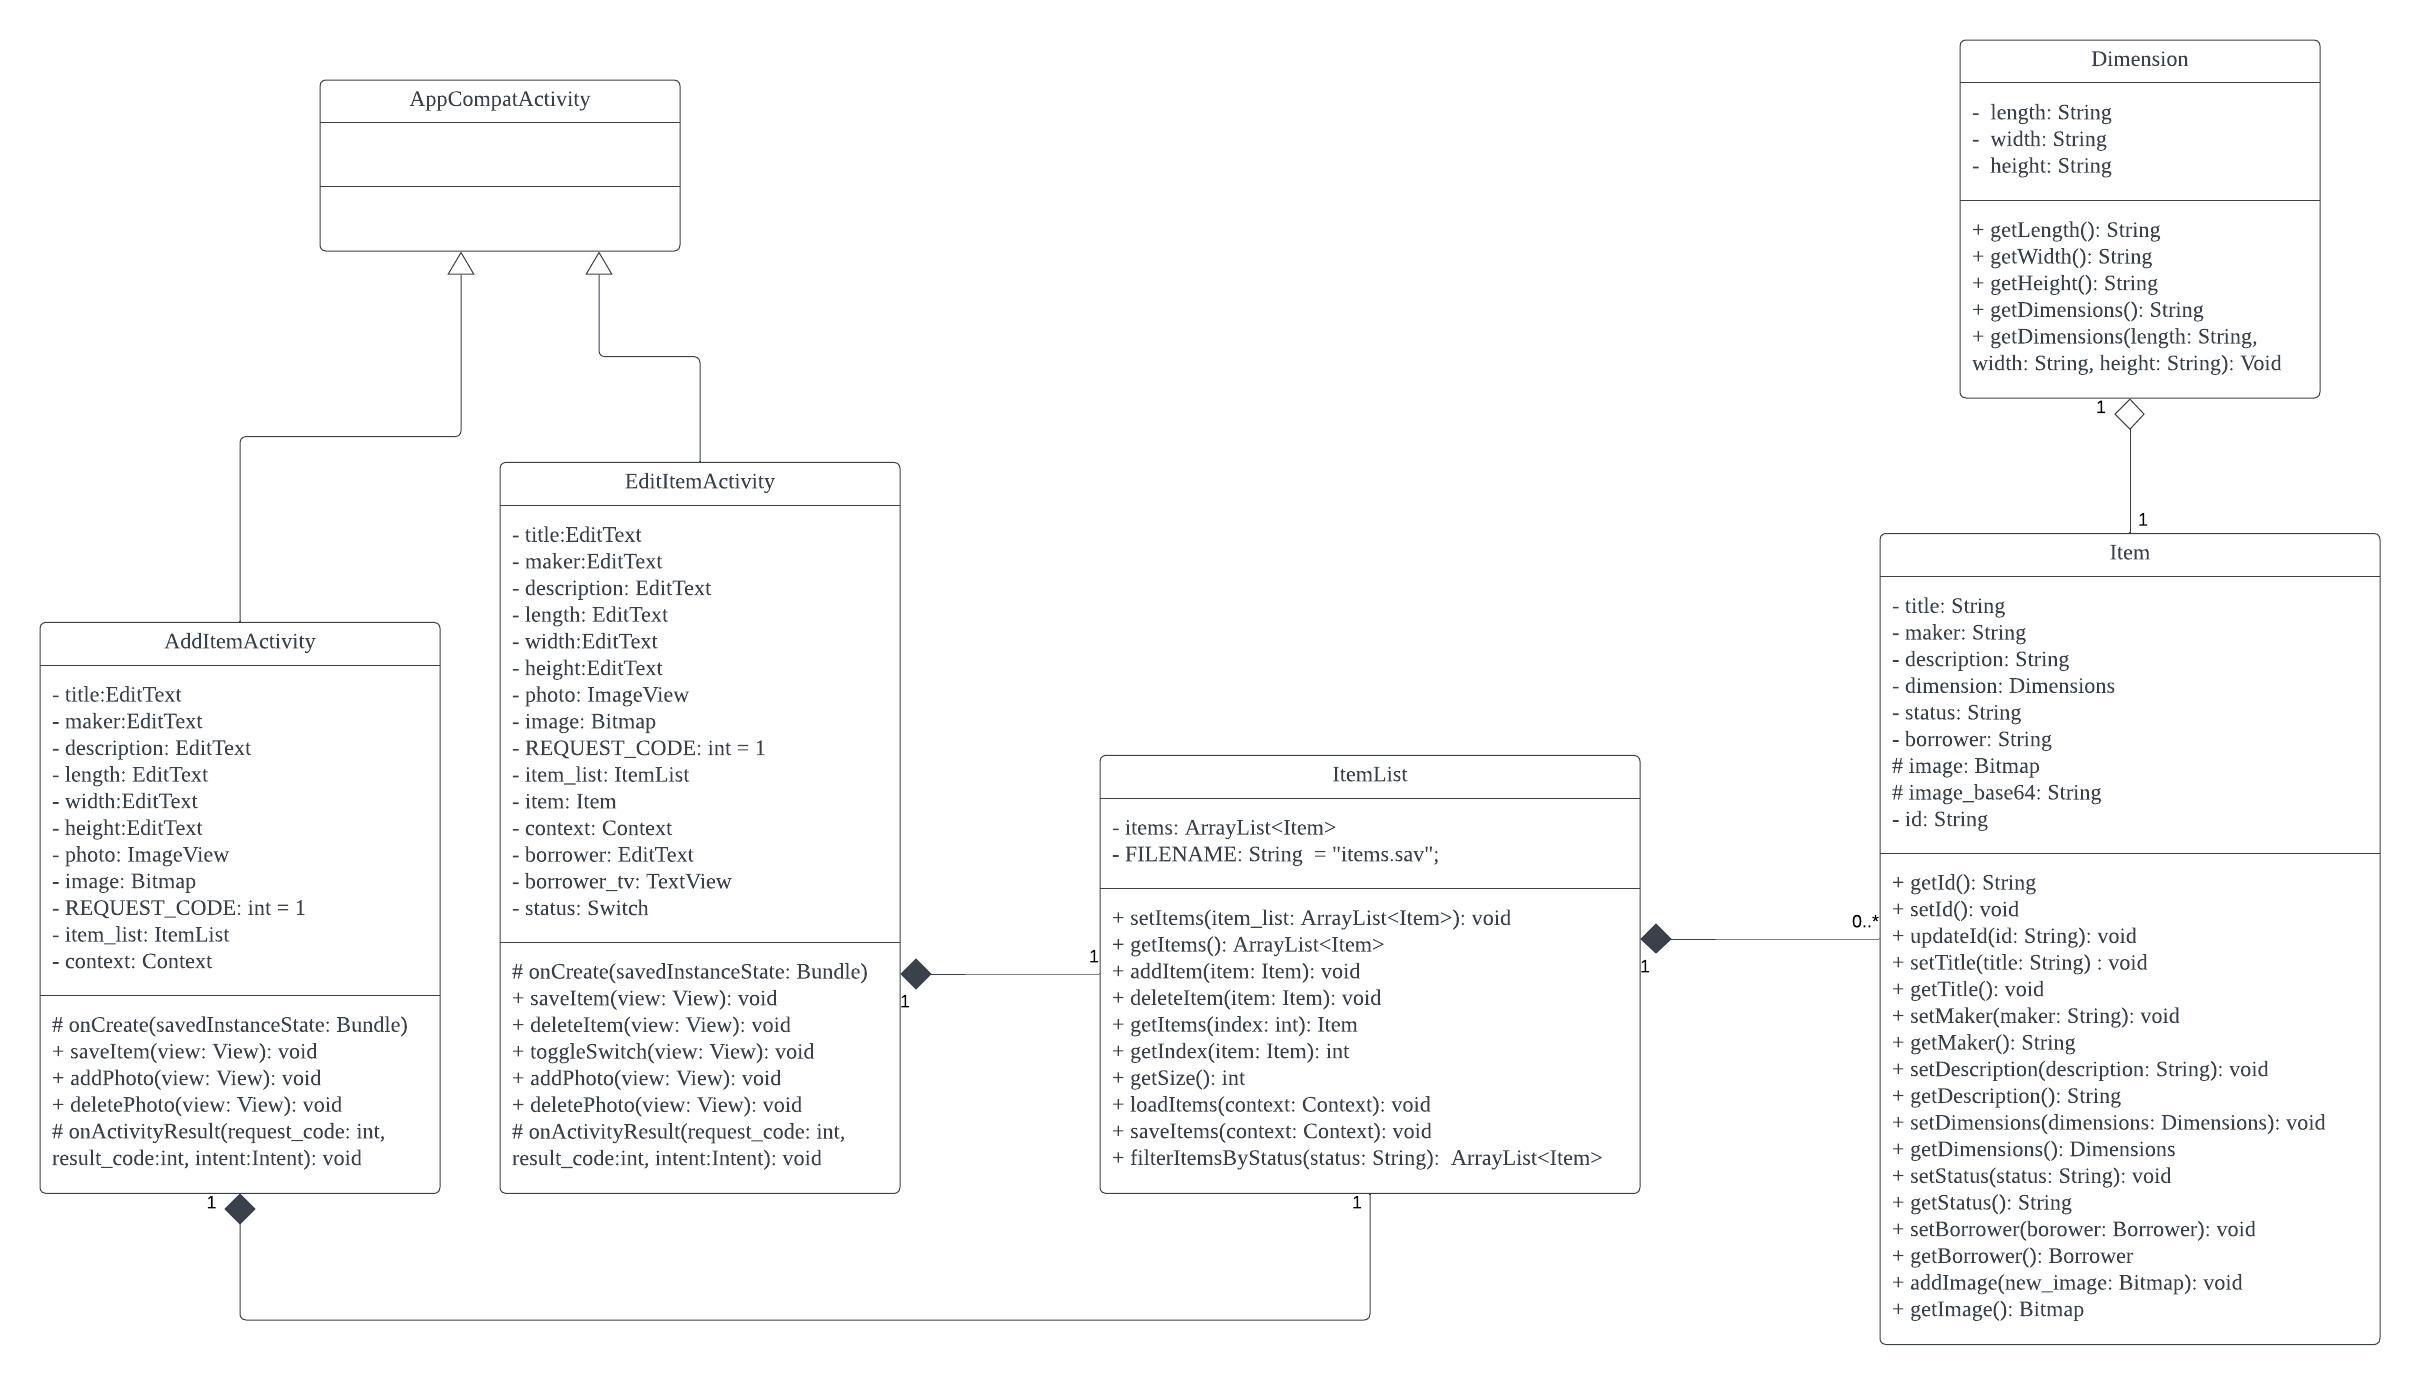 AppCompatActivity
Dimension
-  length: String
-  width: String
-  height: String
+ getLength(): String
+ getWidth(): String
+ getHeight(): String
+ getDimensions(): String
+ getDimensions(length: String,
width: String, height: String): Void
1
1
EditItemActivity
- title:EditText
- maker:EditText
- description: EditText
- length: EditText
- width:EditText
- height:EditText
- photo: ImageView
- image: Bitmap
- REQUEST_CODE: int = 1
- item_list: ItemList
- item: Item
- context: Context
- borrower: EditText
- borrower_tv: TextView
- status: Switch
# onCreate(savedInstanceState: Bundle)
+ saveItem(view: View): void
+ deleteItem(view: View): void
+ toggleSwitch(view: View): void
+ addPhoto(view: View): void
+ deletePhoto(view: View): void
# onActivityResult(request_code: int,
result_code:int, intent:Intent): void
1
1
AddItemActivity
- title:EditText
- maker:EditText
- description: EditText
- length: EditText
- width:EditText
- height:EditText
- photo: ImageView
- image: Bitmap
- REQUEST_CODE: int = 1
- item_list: ItemList
- context: Context
# onCreate(savedInstanceState: Bundle)
+ saveItem(view: View): void
+ addPhoto(view: View): void
+ deletePhoto(view: View): void
# onActivityResult(request_code: int,
result_code:int, intent:Intent): void
1
1
ItemList
- items: ArrayList<Item>
- FILENAME: String  = "items.sav";
+ setItems(item_list: ArrayList<Item>): void
+ getItems(): ArrayList<Item>
+ addItem(item: Item): void
+ deleteItem(item: Item): void
+ getItems(index: int): Item
+ getIndex(item: Item): int
+ getSize(): int
+ loadItems(context: Context): void
+ saveItems(context: Context): void
+ filterItemsByStatus(status: String):  ArrayList<Item>
1
0..*
Item
- title: String
- maker: String
- description: String
- dimension: Dimensions
- status: String
- borrower: String
# image: Bitmap
# image_base64: String
- id: String
+ getId(): String
+ setId(): void
+ updateId(id: String): void
+ setTitle(title: String) : void
+ getTitle(): void
+ setMaker(maker: String): void
+ getMaker(): String
+ setDescription(description: String): void
+ getDescription(): String
+ setDimensions(dimensions: Dimensions): void
+ getDimensions(): Dimensions
+ setStatus(status: String): void
+ getStatus(): String
+ setBorrower(borower: Borrower): void
+ getBorrower(): Borrower
+ addImage(new_image: Bitmap): void
+ getImage(): Bitmap